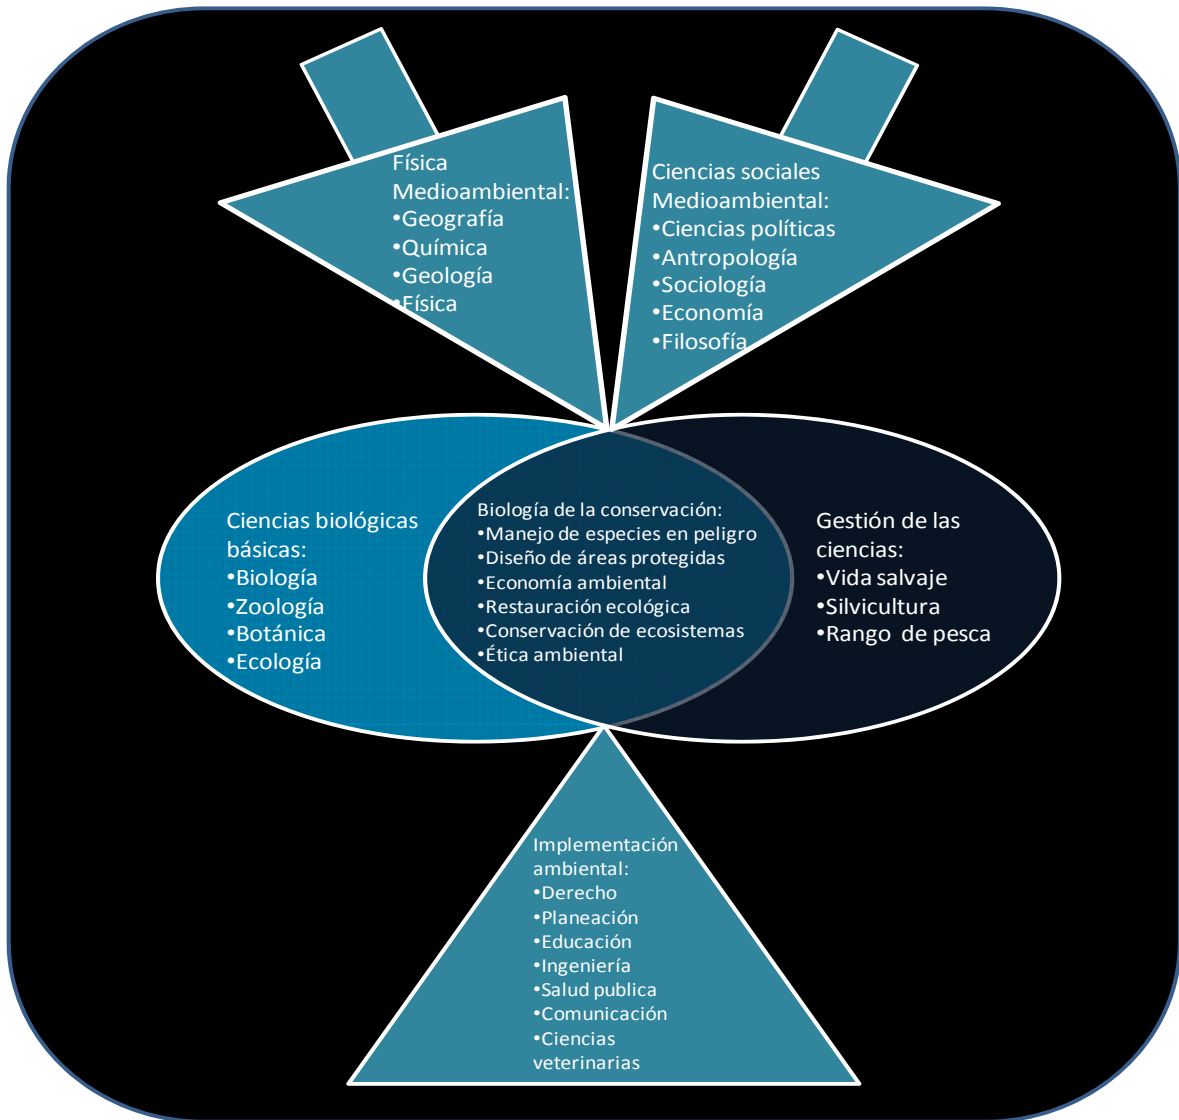 Física
Medioambiental:
•Geografía
•Química
•Geología
•Física
Ciencias sociales
Medioambiental:
•Ciencias políticas
•Antropología
•Sociología
•Economía
•Filosofía
Ciencias biológicas
básicas:
•Biología
•Zoología
•Botánica
•Ecología
Biología de la conservación:
•Manejo de especies en peligro
•Diseño de áreas protegidas
•Economía ambiental
•Restauración ecológica
•Conservación de ecosistemas
•Ética ambiental
Gestión de las
ciencias:
•Vida salvaje
•Silvicultura
•Rango de pesca
Implementación
ambiental:
•Derecho
•Planeación
•Educación
•Ingeniería
•Salud publica
•Comunicación
•Ciencias
veterinarias